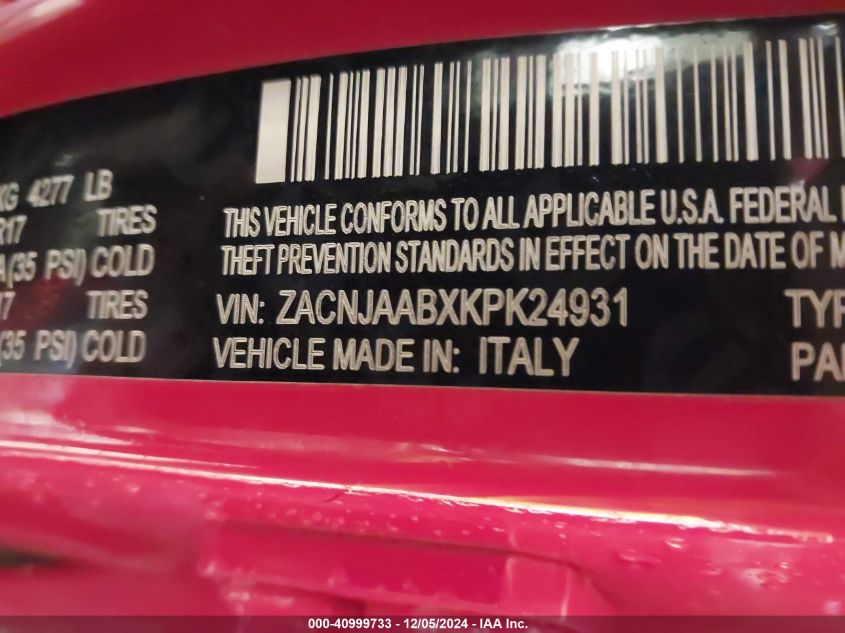 KG 4277 LB
R17 TIRES
(35 PSI) COLD
TIRES
(35 PSI) COLD
THIS VEHICLE CONFORMS TO ALL APPLICABLE U.S.A. FEDERAL
THEFT PREVENTION STANDARDS IN EFFECT ON THE DATE OF
VIN: ZACNJAABXKPK24931
VEHICLE MADE IN: ITALY
000-40999733 - 12/05/2024 - IAA Inc.